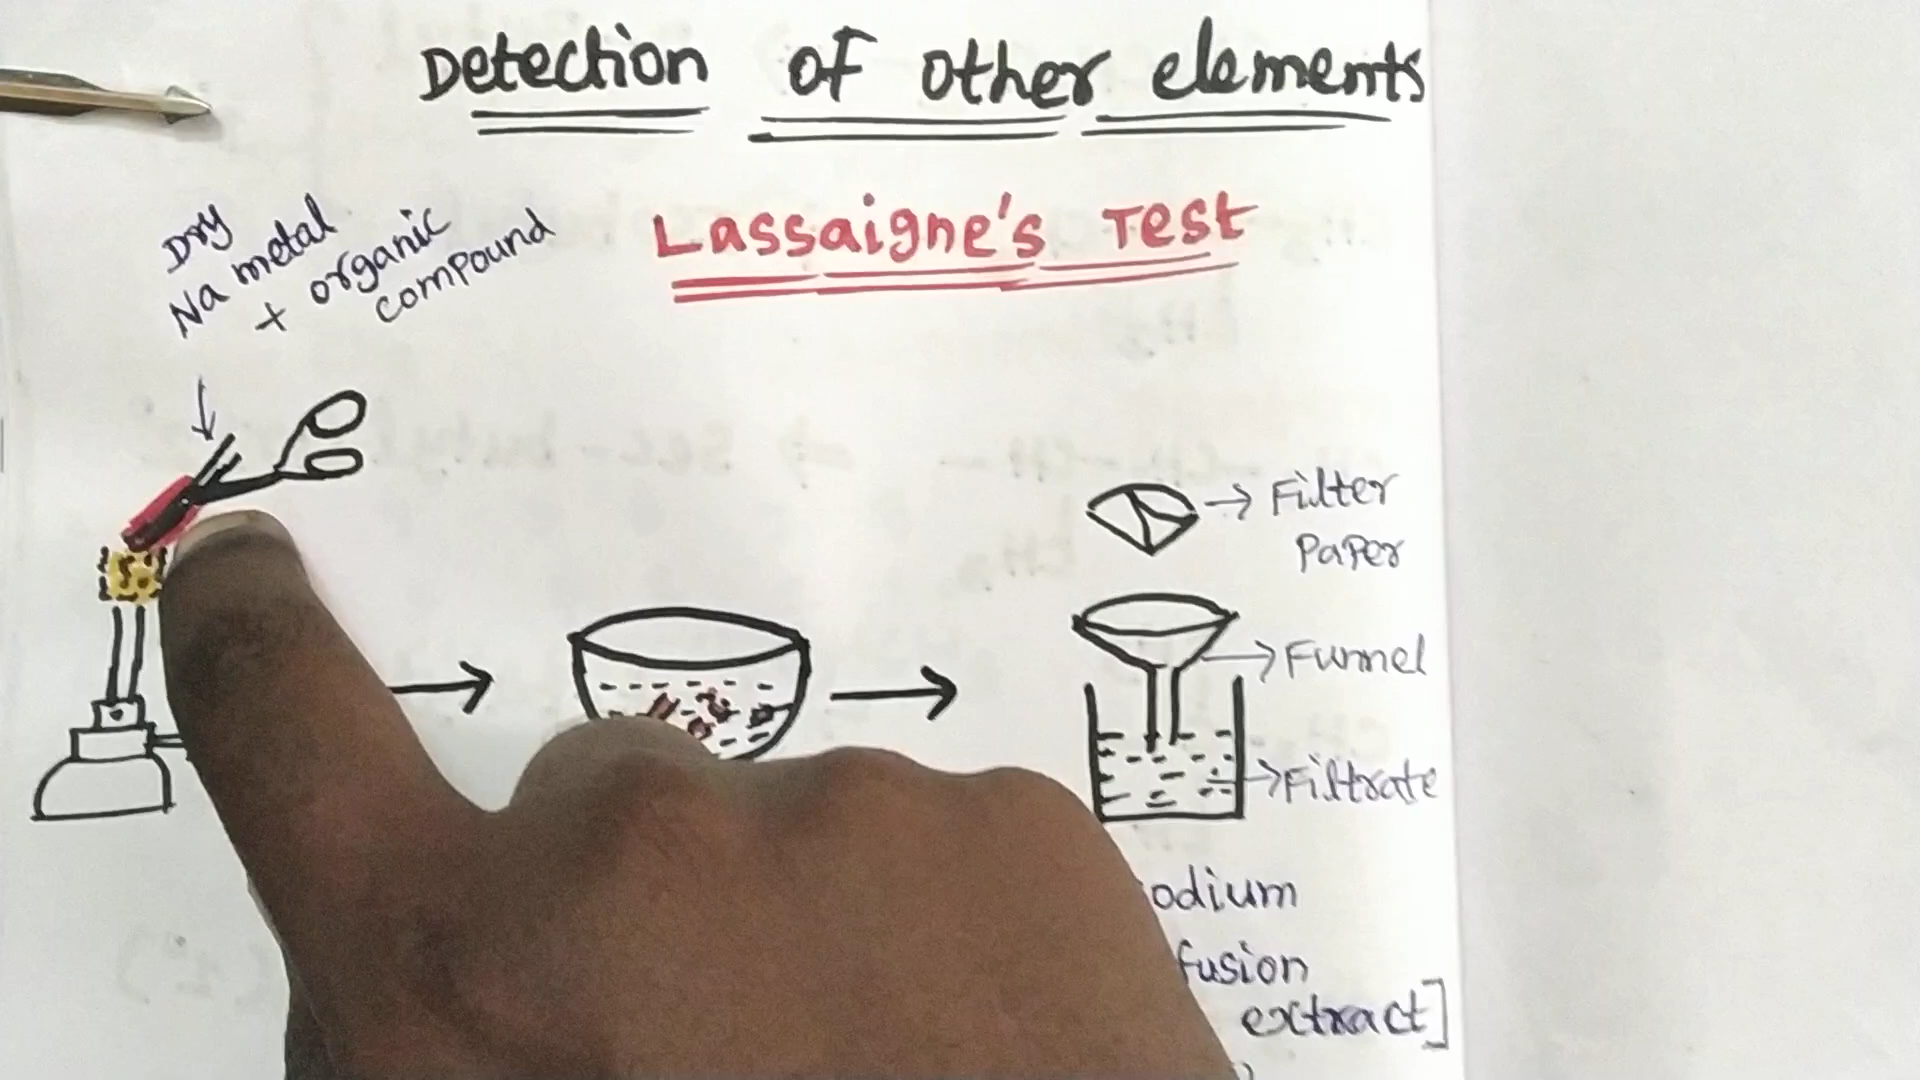 Detection of other elements
Lassaigne's Test
Dry
Na metal
+ organic
compound
Filter
Paper
Funnel
Filtrate
odium
fusion
extract]